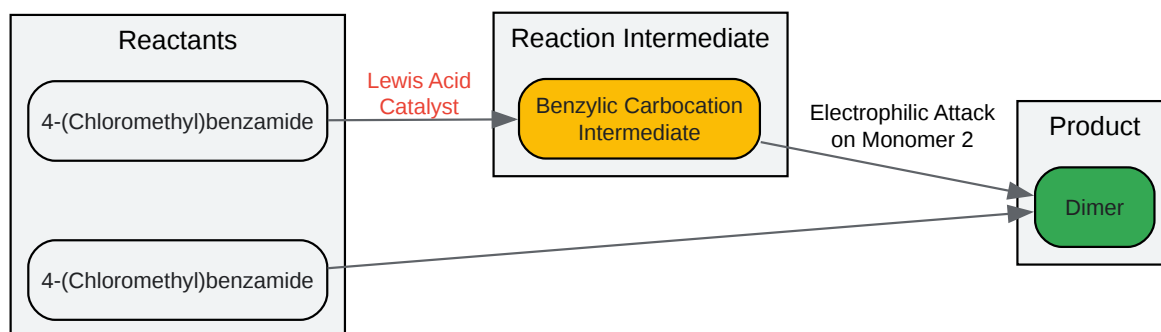 Reactants
4-(Chloromethyl)benzamide
Lewis Acid
Catalyst
Reaction Intermediate
Benzylic Carbocation
Intermediate
Electrophilic Attack
on Monomer 2
Product
Dimer
4-(Chloromethyl)benzamide